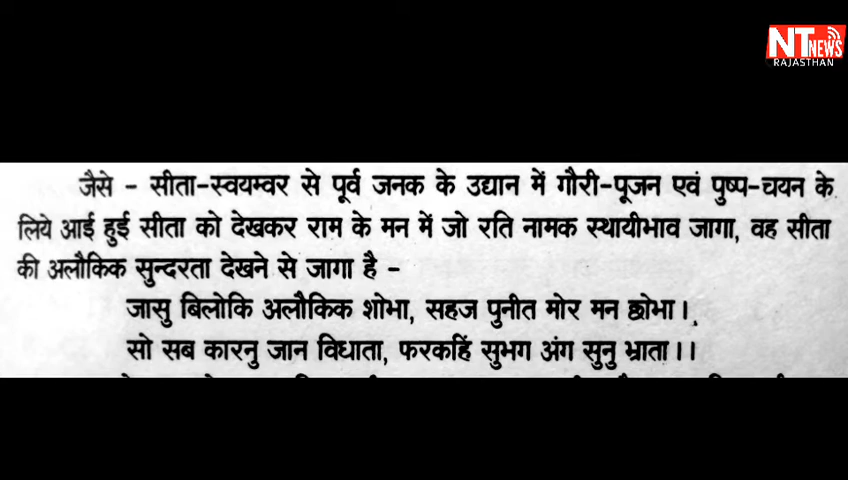 NT NEWS
RAJASTHAN
जैसे - सीता-स्वयम्वर से पूर्व जनक के उद्यान में गौरी-पूजन एवं पुष्प-चयन के
लिये आई हुई सीता को देखकर राम के मन में जो रति नामक स्थायीभाव जागा, वह सीता
की अलौकिक सुन्दरता देखने से जागा है -
जासु बिलोकि अलौकिक शोभा, सहज पुनीत मोर मन छोभा।
सो सब कारनु जान विधाता, फरकहिं सुभग अंग सुनु भ्राता।।